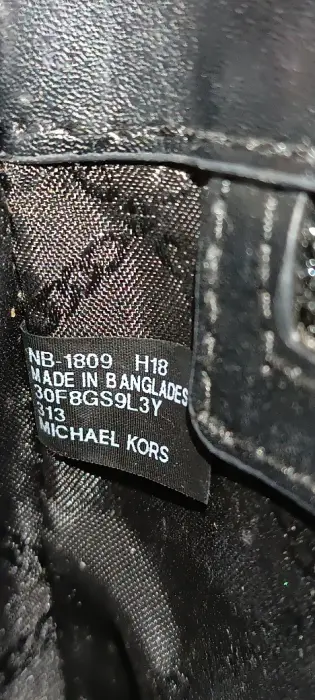 NB-1809 H18
MADE IN BANGLADES
30F8GS9L3Y
313
MICHAEL KORS